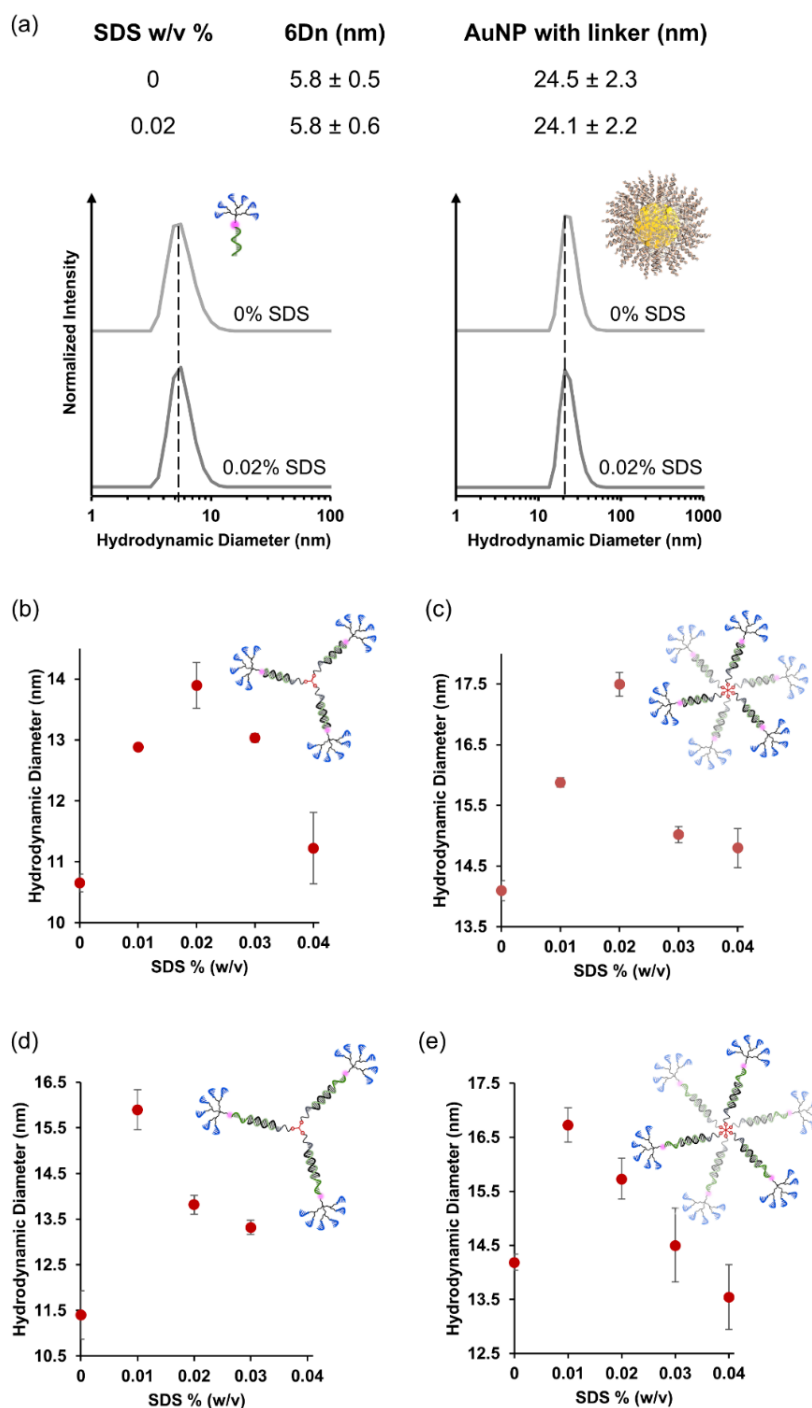 (a)
SDS w/v % 6Dn (nm) AuNP with linker (nm)
0 5.8 ± 0.5 24.5 ± 2.3
0.02 5.8 ± 0.6 24.1 ± 2.2
Normalized Intensity
0% SDS
0.02% SDS
1 10 100
Hydrodynamic Diameter (nm)
0% SDS
0.02% SDS
1 10 100 1000
Hydrodynamic Diameter (nm)
(b)
Hydrodynamic Diameter (nm)
14
13
12
11
10
0 0.01 0.02 0.03 0.04
SDS % (w/v)
(c)
Hydrodynamic Diameter (nm)
17.5
16.5
15.5
14.5
13.5
0 0.01 0.02 0.03 0.04
SDS % (w/v)
(d)
Hydrodynamic Diameter (nm)
16.5
15.5
14.5
13.5
12.5
11.5
10.5
0 0.01 0.02 0.03 0.04
SDS % (w/v)
(e)
Hydrodynamic Diameter (nm)
17.5
16.5
15.5
14.5
13.5
12.5
0 0.01 0.02 0.03 0.04
SDS % (w/v)